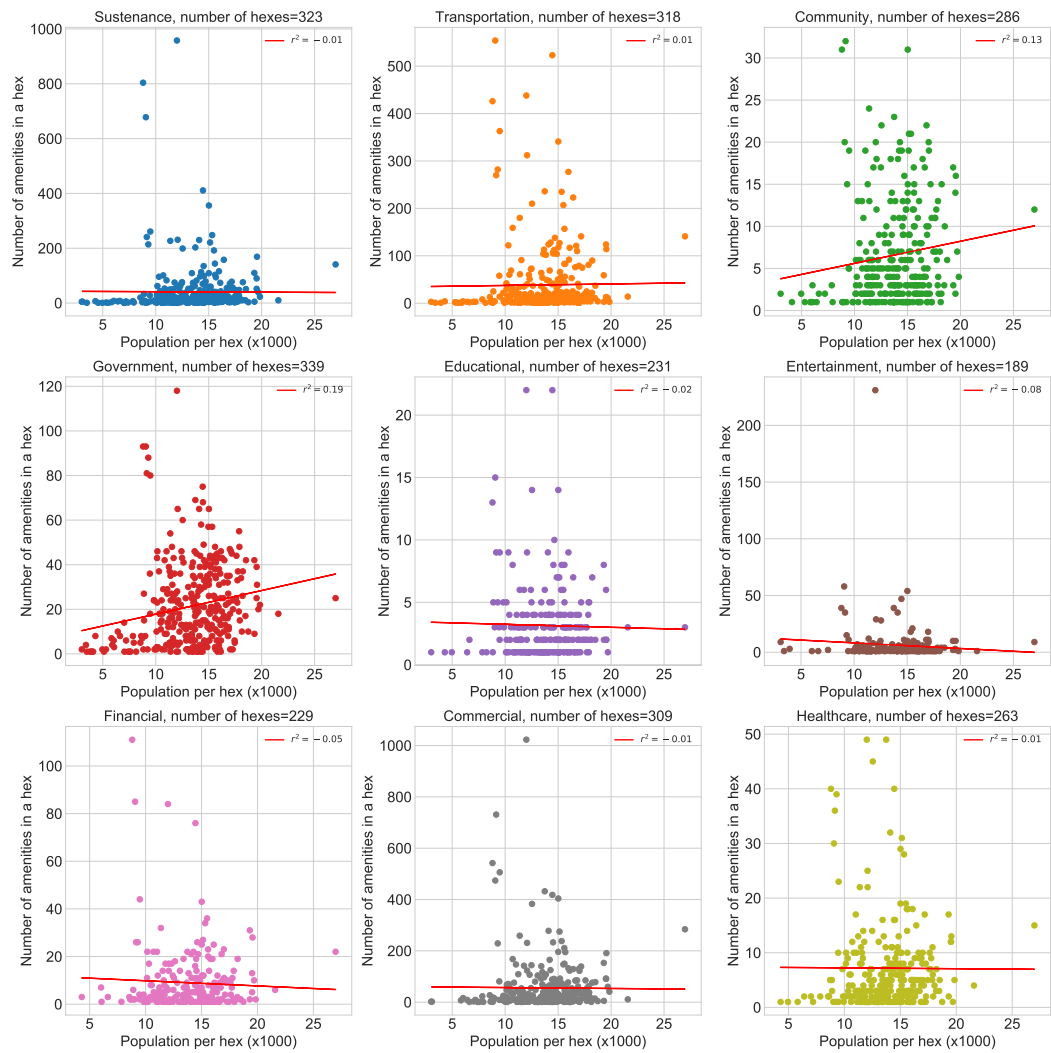 Sustenance, number of hexes=323
Number of amenities in a hex
1000
800
600
400
200
0
r² = −0.01
5 10 15 20 25
Population per hex (x1000)
Transportation, number of hexes=318
Number of amenities in a hex
500
400
300
200
100
0
r² = 0.01
5 10 15 20 25
Population per hex (x1000)
Community, number of hexes=286
Number of amenities in a hex
30
25
20
15
10
5
0
r² = 0.13
5 10 15 20 25
Population per hex (x1000)
Government, number of hexes=339
Number of amenities in a hex
120
100
80
60
40
20
0
r² = 0.19
5 10 15 20 25
Population per hex (x1000)
Educational, number of hexes=231
Number of amenities in a hex
20
15
10
5
0
r² = −0.02
5 10 15 20 25
Population per hex (x1000)
Entertainment, number of hexes=189
Number of amenities in a hex
200
150
100
50
0
r² = −0.08
5 10 15 20 25
Population per hex (x1000)
Financial, number of hexes=229
Number of amenities in a hex
100
80
60
40
20
0
r² = −0.05
5 10 15 20 25
Population per hex (x1000)
Commercial, number of hexes=309
Number of amenities in a hex
1000
800
600
400
200
0
r² = −0.01
5 10 15 20 25
Population per hex (x1000)
Healthcare, number of hexes=263
Number of amenities in a hex
50
40
30
20
10
0
r² = −0.01
5 10 15 20 25
Population per hex (x1000)